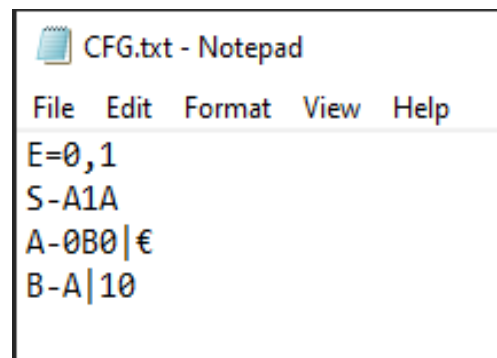 CFG.txt - Notepad
File Edit Format View Help
E=0,1
S-A1A
A-0B0|€
B-A|10